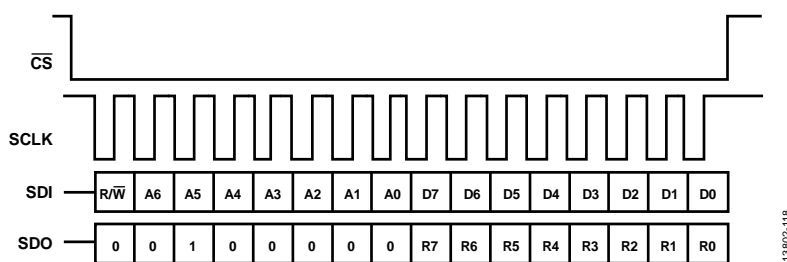 CS
SCLK
SDI R/W A6 A5 A4 A3 A2 A1 A0 D7 D6 D5 D4 D3 D2 D1 D0
SDO 0 0 1 0 0 0 0 0 R7 R6 R5 R4 R3 R2 R1 R0
13802-118